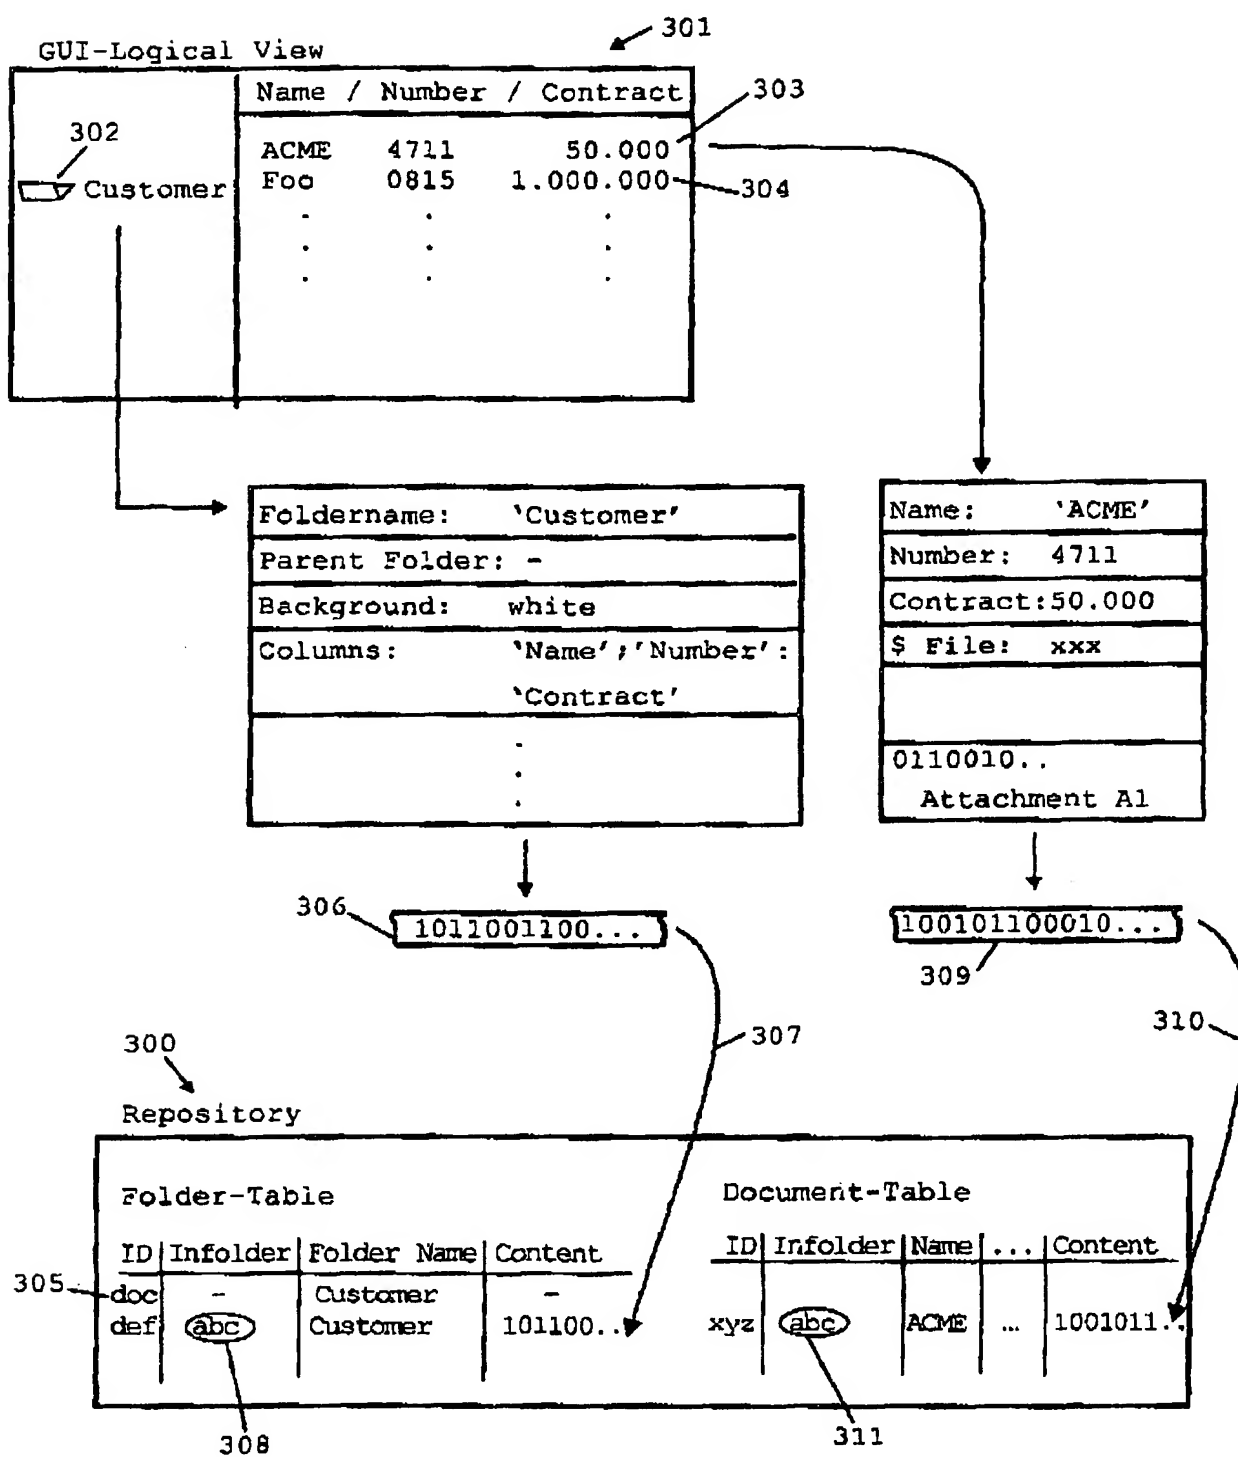 301
GUI-Logical View
Name / Number / Contract
303
302
ACME 4711 50.000
Customer
Foo 0815 1.000.000
304
. . .
. . .
. . .
Foldername: 'Customer'
Parent Folder: -
Background: white
Columns: 'Name';'Number':
'Contract'
.
.
.
Name: 'ACME'
Number: 4711
Contract:50.000
$ File: xxx
0110010..
Attachment A1
306
1011001100...
100101100010...
309
307
310
300
Repository
Folder-Table
ID Infolder Folder Name Content
305
doc - Customer -
def abc Customer 101100..
308
Document-Table
ID Infolder Name ... Content
xyz abc ACME ... 1001011..
311